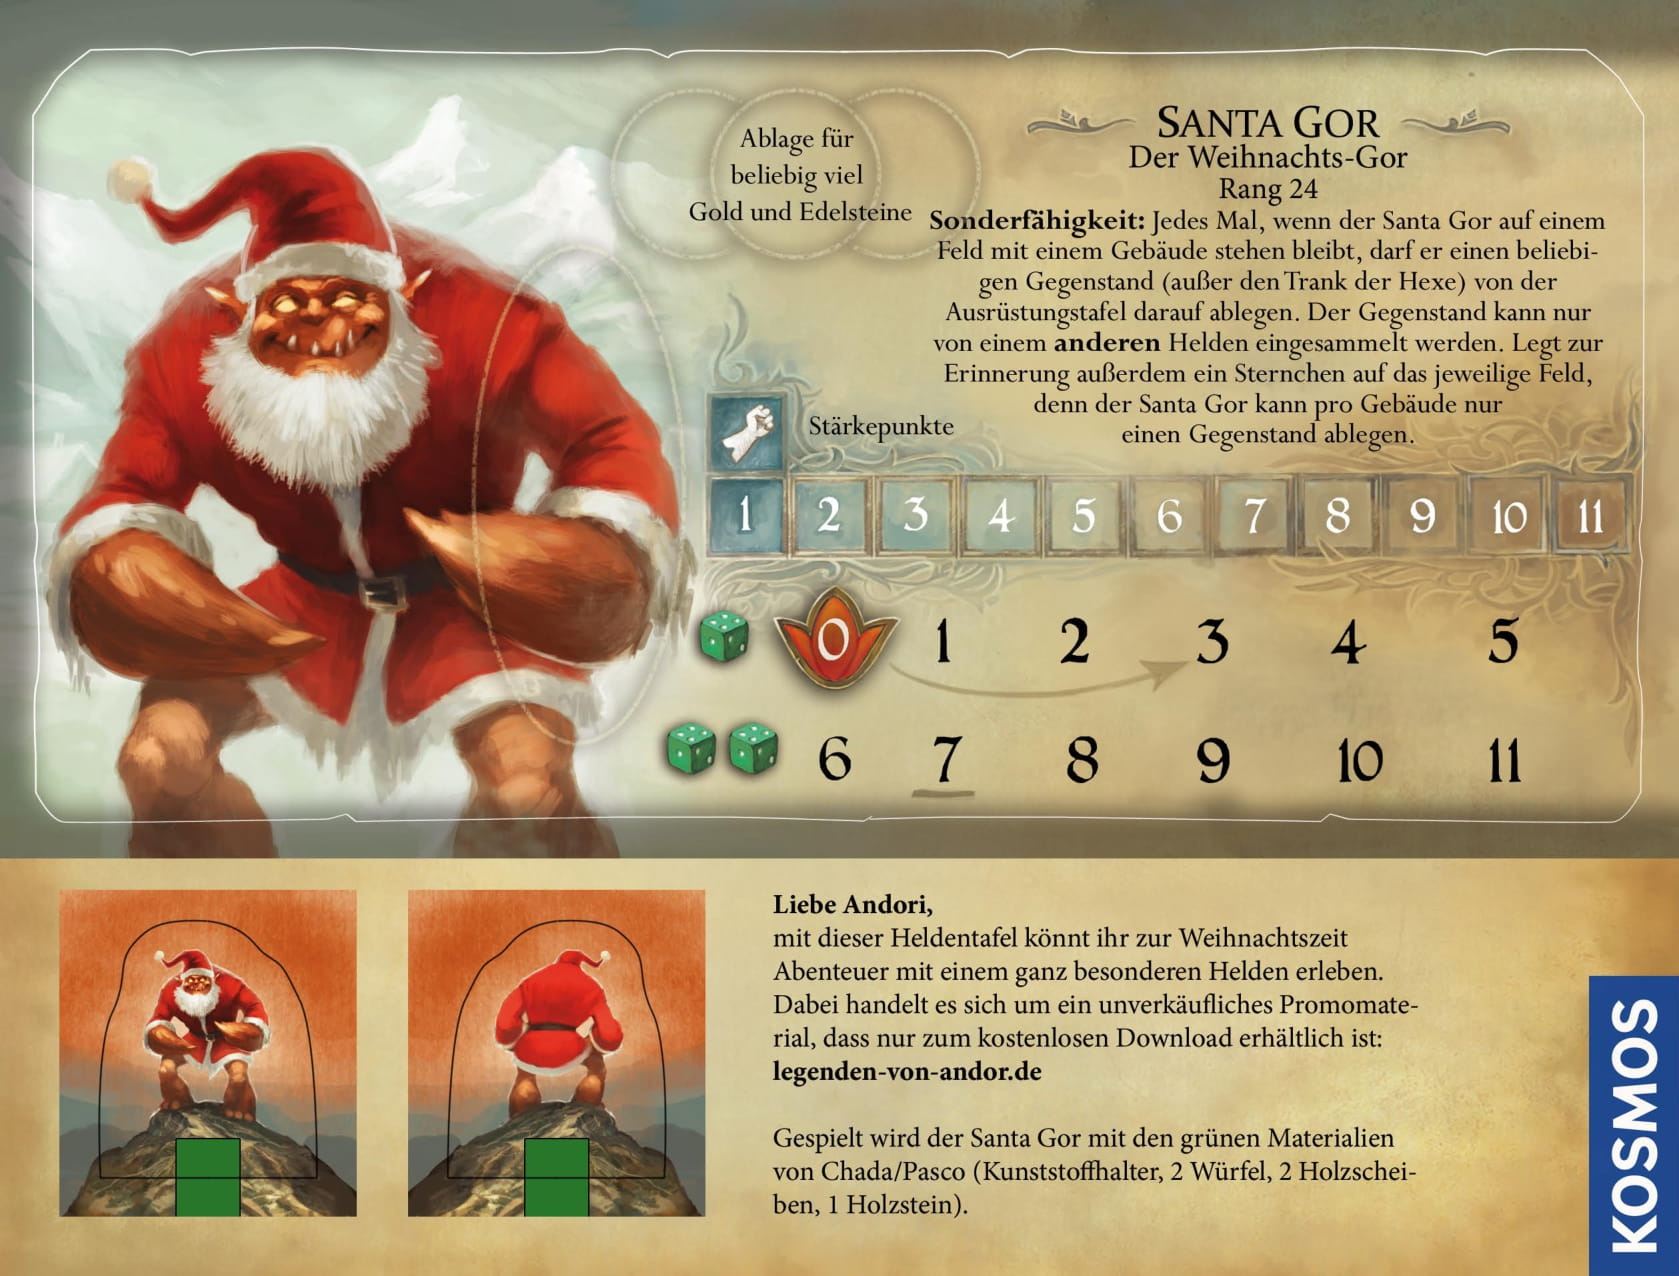 Ablage für
beliebig viel
Gold und Edelsteine
SANTA GOR
Der Weihnachts-Gor
Rang 24
Sonderfähigkeit: Jedes Mal, wenn der Santa Gor auf einem
Feld mit einem Gebäude stehen bleibt, darf er einen beliebi-
gen Gegenstand (außer den Trank der Hexe) von der
Ausrüstungstafel darauf ablegen. Der Gegenstand kann nur
von einem anderen Helden eingesammelt werden. Legt zur
Erinnerung außerdem ein Sternchen auf das jeweilige Feld,
denn der Santa Gor kann pro Gebäude nur
einen Gegenstand ablegen.
Stärkepunkte
1 2 3 4 5 6 7 8 9 10 11
0 1 2 3 4 5
6 7 8 9 10 11
Liebe Andori,
mit dieser Heldentafel könnt ihr zur Weihnachtszeit
Abenteuer mit einem ganz besonderen Helden erleben.
Dabei handelt es sich um ein unverkäufliches Promomate-
rial, dass nur zum kostenlosen Download erhältlich ist:
legenden-von-andor.de
Gespielt wird der Santa Gor mit den grünen Materialien
von Chada/Pasco (Kunststoffhalter, 2 Würfel, 2 Holzschei-
ben, 1 Holzstein).
KOSMOS